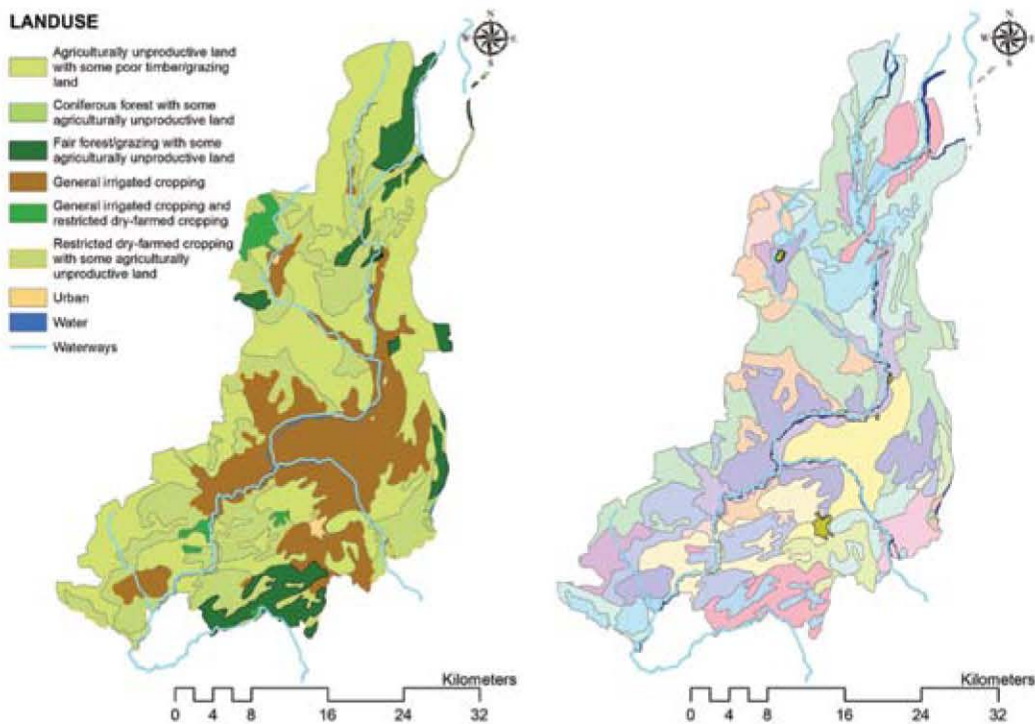 LANDUSE
Agriculturally unproductive land
with some poor timber/grazing
land
Coniferous forest with some
agriculturally unproductive land
Fair forest/grazing with some
agriculturally unproductive land
General irrigated cropping
General irrigated cropping and
restricted dry-farmed cropping
Restricted dry-farmed cropping
with some agriculturally
unproductive land
Urban
Water
Waterways
N
W
E
S
N
W
E
S
Kilometers
0 4 8 16 24 32
Kilometers
0 4 8 16 24 32